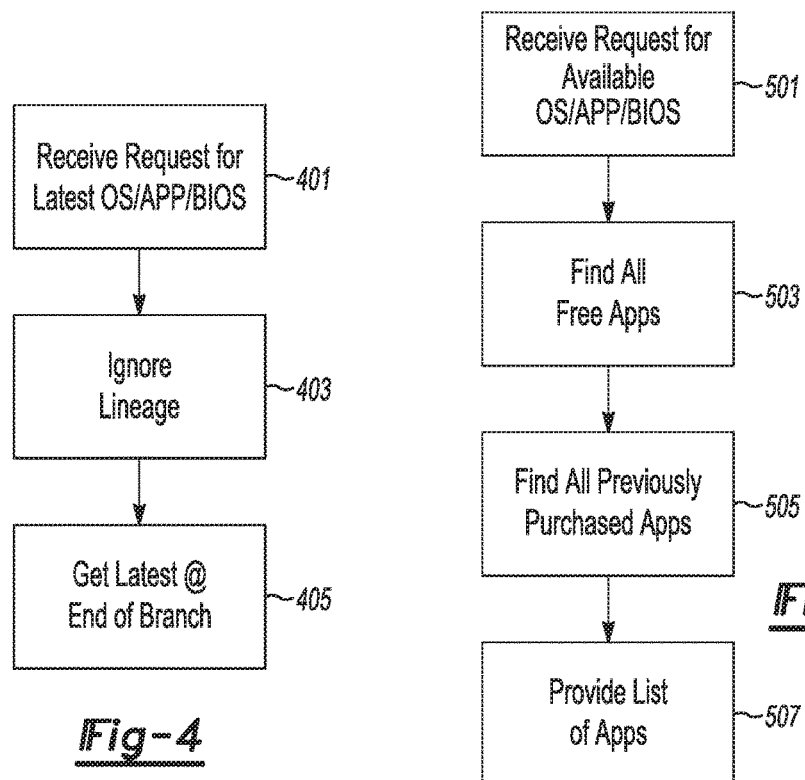 Receive Request for
Latest OS/APP/BIOS
401
Ignore
Lineage
403
Get Latest @
End of Branch
405
Fig-4
Receive Request for
Available
OS/APP/BIOS
501
Find All
Free Apps
503
Find All Previously
Purchased Apps
505
Provide List
of Apps
507